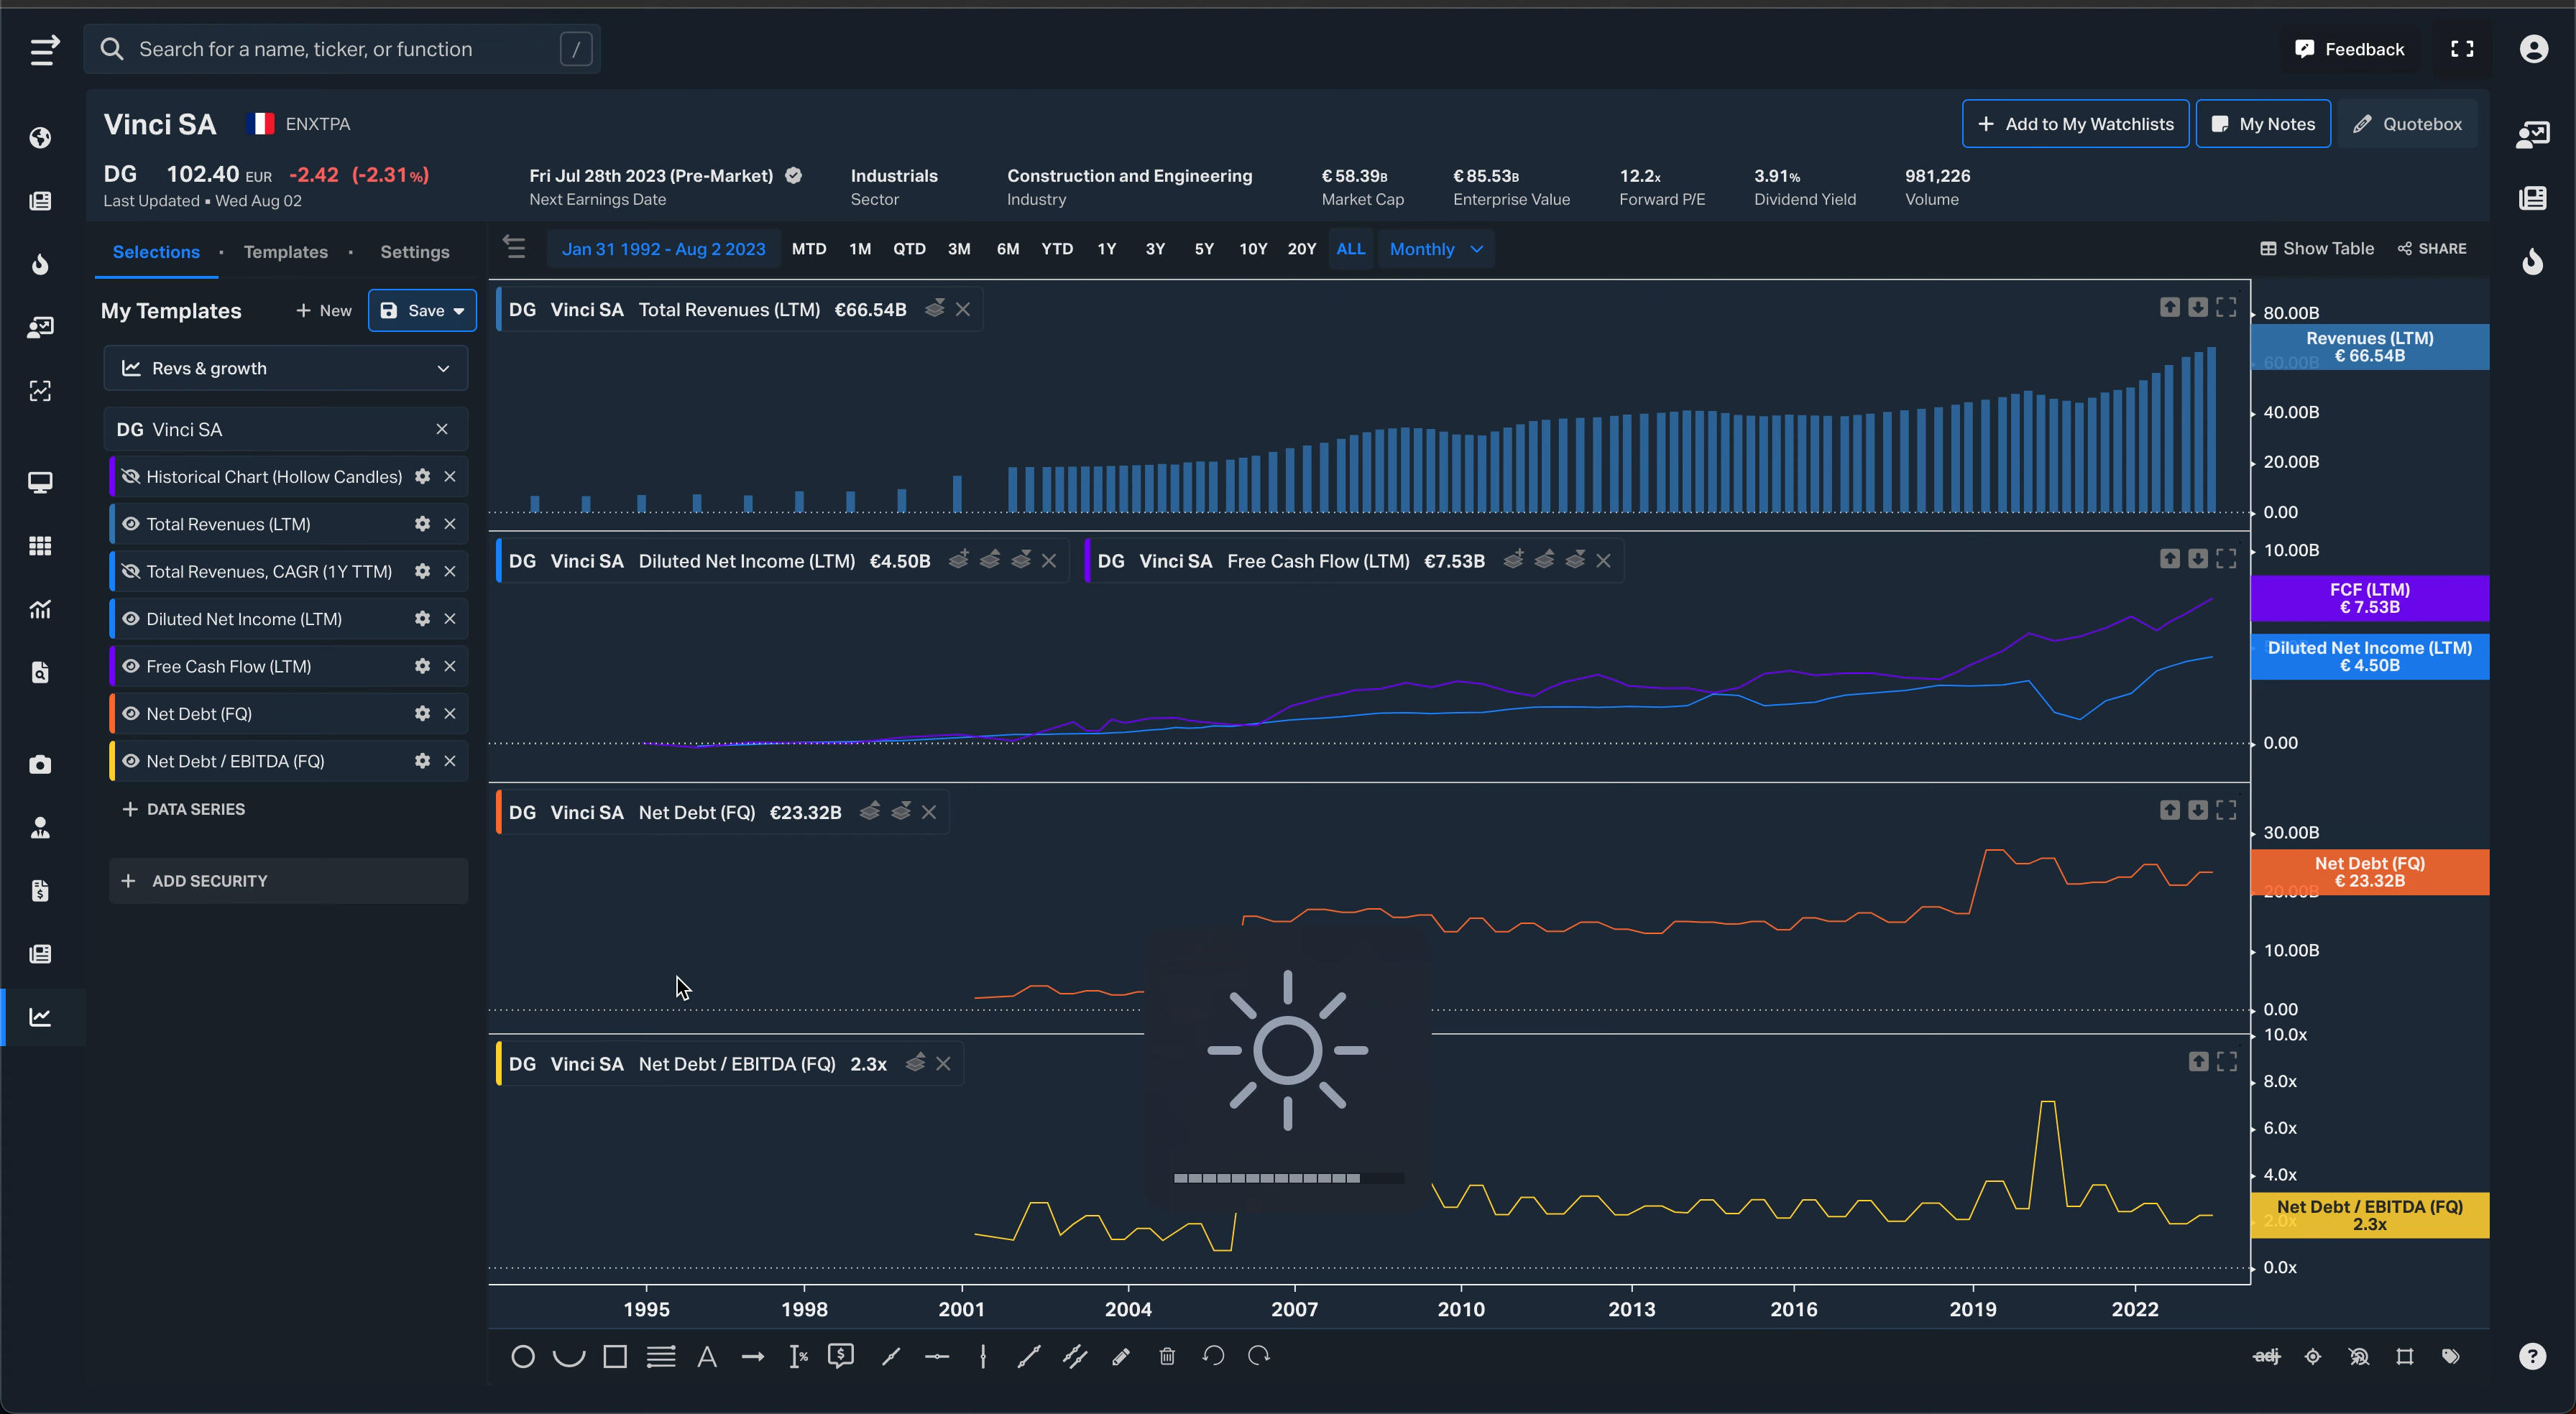 Search for a name, ticker, or function /
Feedback
Vinci SA ENXTPA
Add to My Watchlists
My Notes
Quotebox
DG 102.40 EUR -2.42 (-2.31%)
Last Updated ▪ Wed Aug 02
Fri Jul 28th 2023 (Pre-Market)
Next Earnings Date
Industrials
Sector
Construction and Engineering
Industry
€58.39B
Market Cap
€85.53B
Enterprise Value
12.2x
Forward P/E
3.91%
Dividend Yield
981,226
Volume
Selections · Templates · Settings
Jan 31 1992 - Aug 2 2023 MTD 1M QTD 3M 6M YTD 1Y 3Y 5Y 10Y 20Y ALL Monthly
Show Table SHARE
My Templates
+ New
Save
Revs & growth
DG Vinci SA
Historical Chart (Hollow Candles)
Total Revenues (LTM)
Total Revenues, CAGR (1Y TTM)
Diluted Net Income (LTM)
Free Cash Flow (LTM)
Net Debt (FQ)
Net Debt / EBITDA (FQ)
+ DATA SERIES
+ ADD SECURITY
DG Vinci SA Total Revenues (LTM) €66.54B
80.00B
Revenues (LTM)
€ 66.54B
60.00B
40.00B
20.00B
0.00
DG Vinci SA Diluted Net Income (LTM) €4.50B
DG Vinci SA Free Cash Flow (LTM) €7.53B
10.00B
FCF (LTM)
€ 7.53B
Diluted Net Income (LTM)
€ 4.50B
0.00
DG Vinci SA Net Debt (FQ) €23.32B
30.00B
Net Debt (FQ)
€ 23.32B
20.00B
10.00B
0.00
DG Vinci SA Net Debt / EBITDA (FQ) 2.3x
10.0x
8.0x
6.0x
4.0x
Net Debt / EBITDA (FQ)
2.3x
2.0x
0.0x
1995 1998 2001 2004 2007 2010 2013 2016 2019 2022
A
%
$
adj
?